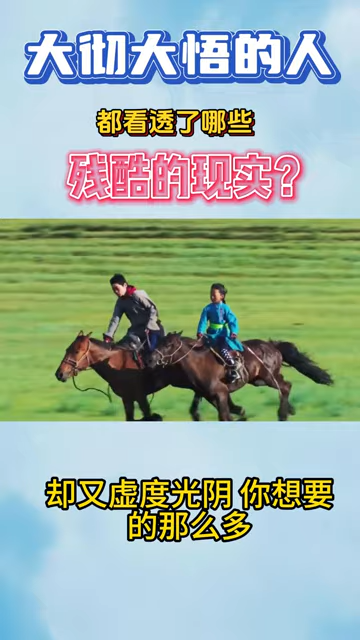 大彻大悟的人
都看透了哪些
残酷的现实?
却又虚度光阴 你想要
的那么多